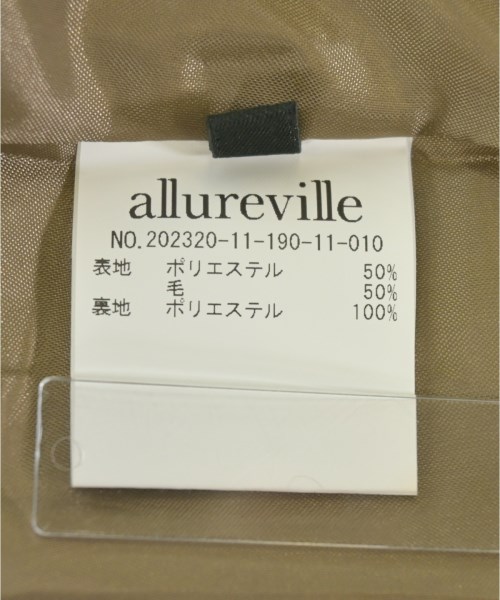 allureville
NO.202320-11-190-11-010
表地 ポリエステル 50%
毛 50%
裏地 ポリエステル 100%